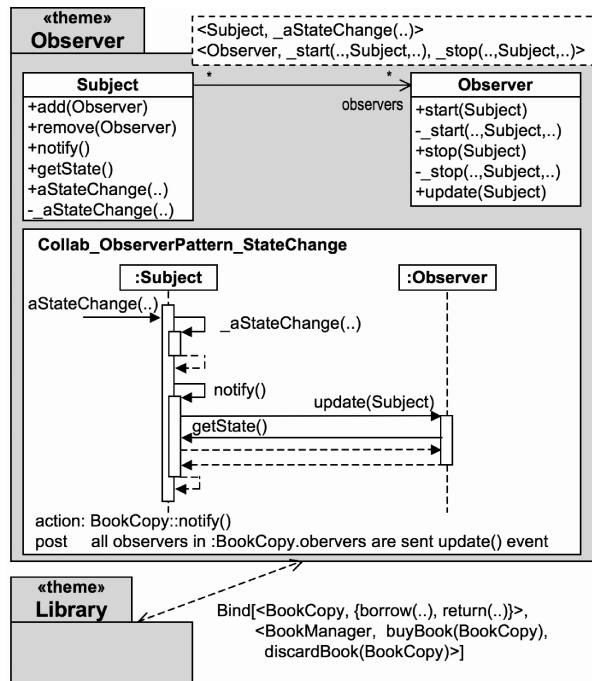 «theme»
Observer
<Subject, _aStateChange(..)>
<Observer, _start(..,Subject,..), _stop(..,Subject,..)>
Subject
+add(Observer)
+remove(Observer)
+notify()
+getState()
+aStateChange(..)
-_aStateChange(..)
* *
observers
Observer
+start(Subject)
-_start(..,Subject,..)
+stop(Subject)
-_stop(..,Subject,..)
+update(Subject)
Collab_ObserverPattern_StateChange
:Subject :Observer
aStateChange(..)
_aStateChange(..)
notify()
update(Subject)
getState()
action: BookCopy::notify()
post all observers in :BookCopy.obervers are sent update() event
«theme»
Library
Bind[<BookCopy, {borrow(..), return(..)}>,
<BookManager, buyBook(BookCopy),
discardBook(BookCopy)>]